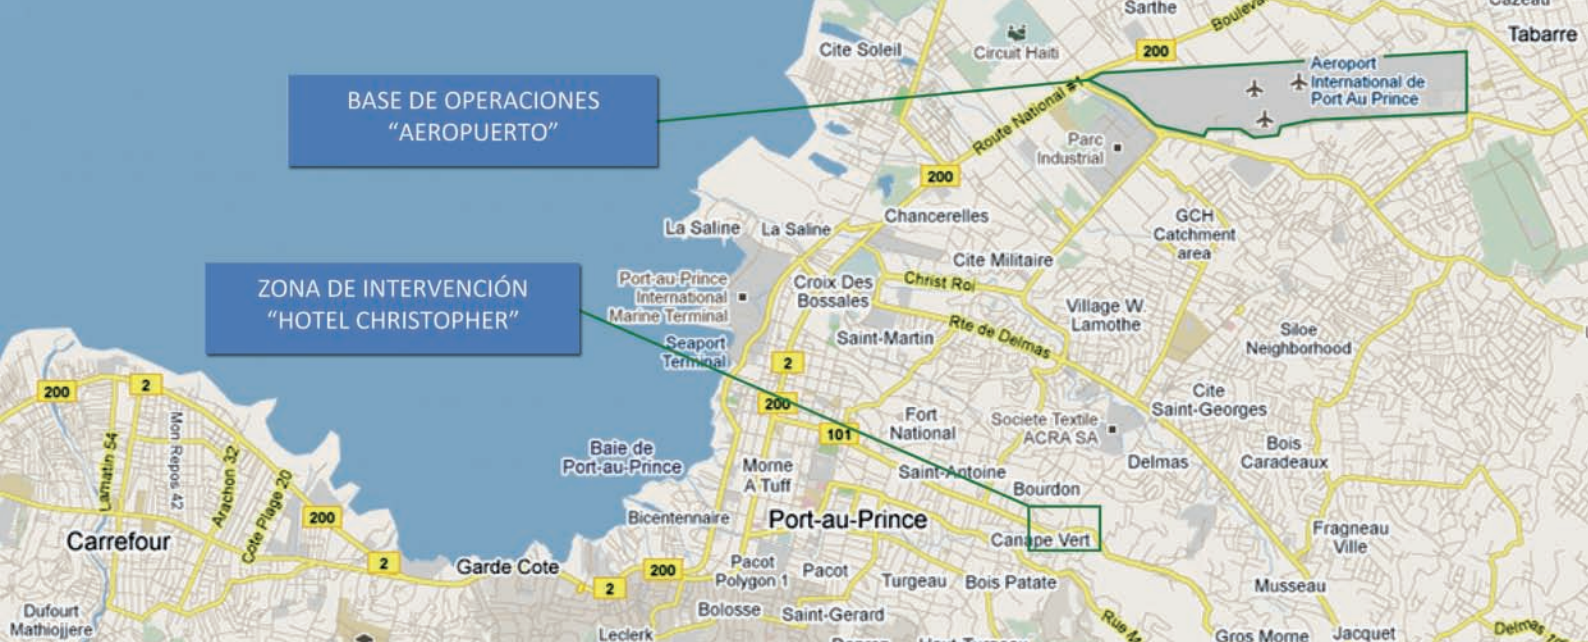 Sarthe
Boulev
Cazeau
Tabarre
Cite Soleil
Circuit Haiti
200
Aeroport
International de
Port Au Prince
BASE DE OPERACIONES
“AEROPUERTO”
Route National #1
Parc
Industrial
200
La Saline
La Saline
Chancerelles
GCH
Catchment
area
Cite Militaire
ZONA DE INTERVENCIÓN
“HOTEL CHRISTOPHER”
Port-au-Prince
International
Marine Terminal
Croix Des
Bossales
Christ Roi
Village W.
Lamothe
Seaport
Terminal
Saint-Martin
Rte de Delmas
Siloe
Neighborhood
2
200
2
200
Cite
Saint-Georges
101
Fort
National
Societe Textile
ACRA SA
Mon Repos 42
Lamatin 54
Arachon 32
Cote Plage 20
Baie de
Port-au-Prince
Morne
A Tuff
Saint-Antoine
Delmas
Bois
Caradeaux
Bourdon
200
Bicentennaire
Port-au-Prince
Canape Vert
Fragneau
Ville
Carrefour
2
Garde Cote
200
2
Pacot
Polygon 1
Pacot
Turgeau
Bois Patate
Musseau
Dufourt
Mathiojjere
Bolosse
Saint-Gerard
Rue M
Leclerk
Gros Morne
Jacquet
Delmas